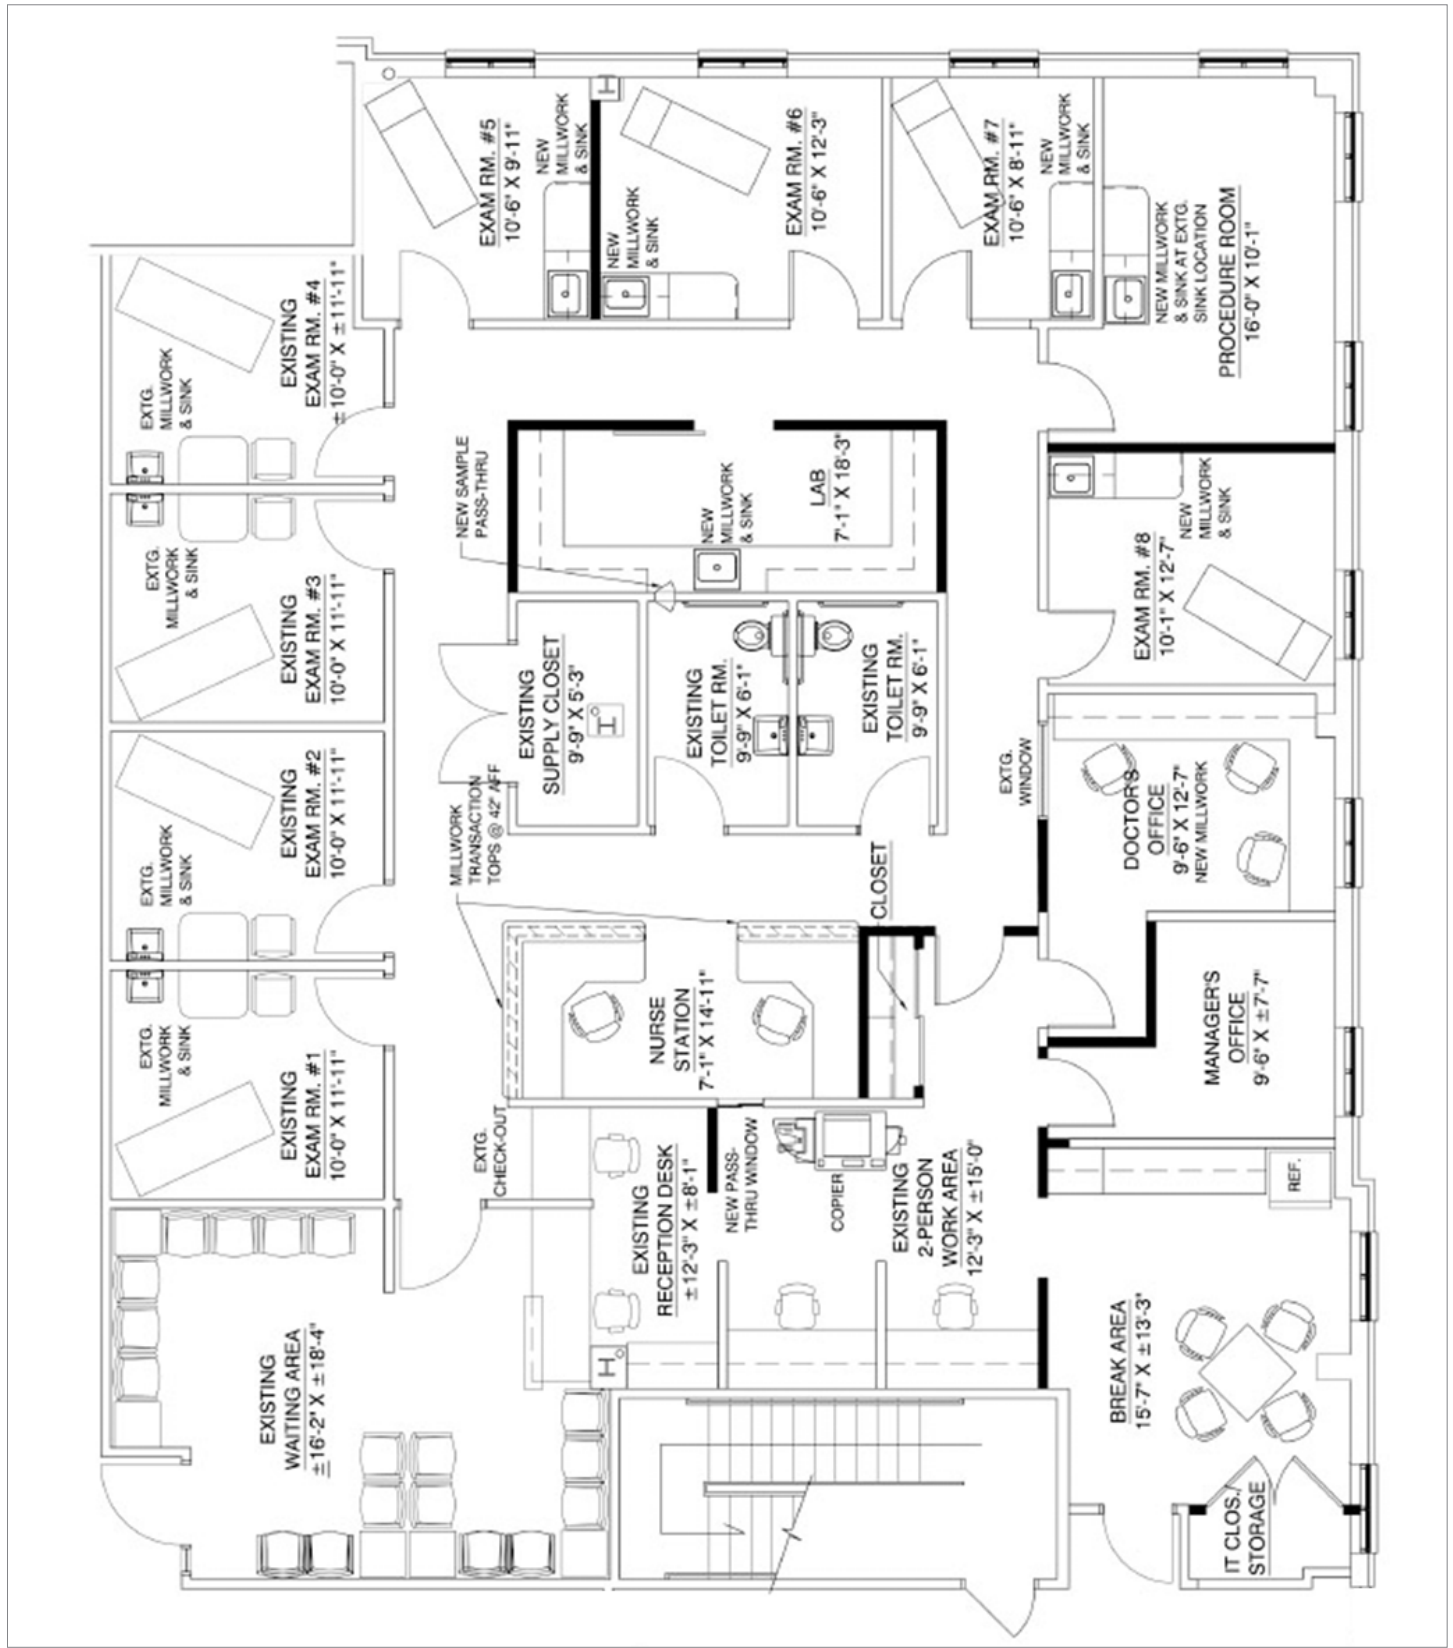 EXAM RM. #5
10'-6" X 9'-11"
NEW
MILLWORK
& SINK
NEW
MILLWORK
& SINK
EXAM RM. #6
10'-6" X 12'-3"
EXAM RM. #7
10'-6" X 8'-11"
NEW
MILLWORK
& SINK
NEW MILLWORK
& SINK AT EXTG.
SINK LOCATION
PROCEDURE ROOM
16'-0" X 10'-1"
EXTG.
MILLWORK
& SINK
EXISTING
EXAM RM. #4
±10'-0" X ±11'-11"
EXTG.
MILLWORK
& SINK
EXISTING
EXAM RM. #3
10'-0" X 11'-11"
NEW SAMPLE
PASS-THRU
NEW
MILLWORK
& SINK
LAB
7'-1" X 18'-3"
EXAM RM. #8
10'-1" X 12'-7"
NEW
MILLWORK
& SINK
EXISTING
SUPPLY CLOSET
9'-9" X 5'-3"
EXISTING
TOILET RM.
9'-9" X 6'-1"
EXISTING
TOILET RM.
9'-9" X 6'-1"
EXTG.
MILLWORK
& SINK
EXISTING
EXAM RM. #2
10'-0" X 11'-11"
MILLWORK
TRANSACTION
TOPS @ 42" AFF
EXTG.
WINDOW
DOCTOR'S
OFFICE
9'-6" X 12'-7"
NEW MILLWORK
CLOSET
EXTG.
MILLWORK
& SINK
EXISTING
EXAM RM. #1
10'-0" X 11'-11"
NURSE
STATION
7'-1" X 14'-11"
MANAGER'S
OFFICE
9'-6" X ±7'-7"
EXTG.
CHECK-OUT
EXISTING
RECEPTION DESK
±12'-3" X ±8'-1"
NEW PASS-
THRU WINDOW
COPIER
EXISTING
2-PERSON
WORK AREA
12'-3" X ±15'-0"
REF.
EXISTING
WAITING AREA
±16'-2" X ±18'-4"
BREAK AREA
15'-7" X ±13'-3"
IT CLOS./
STORAGE